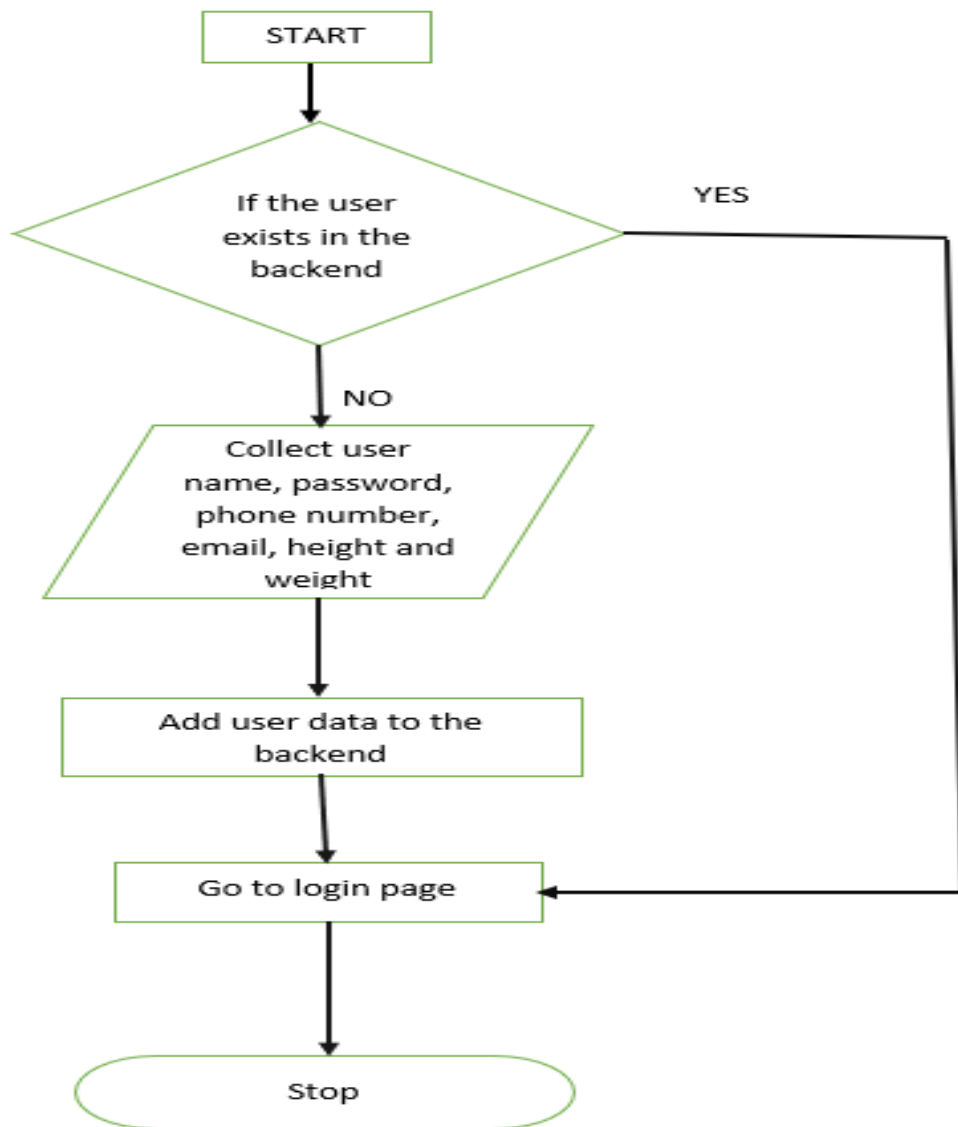 START
If the user
exists in the
backend
YES
NO
Collect user
name, password,
phone number,
email, height and
weight
Add user data to the
backend
Go to login page
Stop